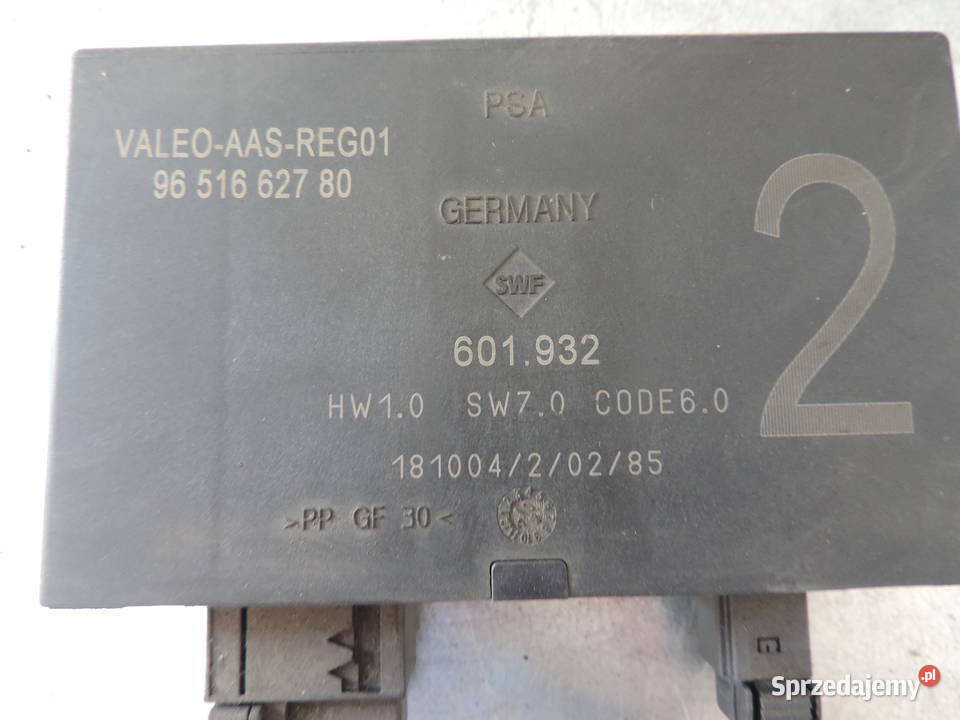 PSA
VALEO-AAS-REG01
96 516 627 80
2
GERMANY
SWF
601.932
HW1.0 SW7.0 CODE6.0
181004/2/02/85
>PP GF 30<
E
Sprzedajemy.pl